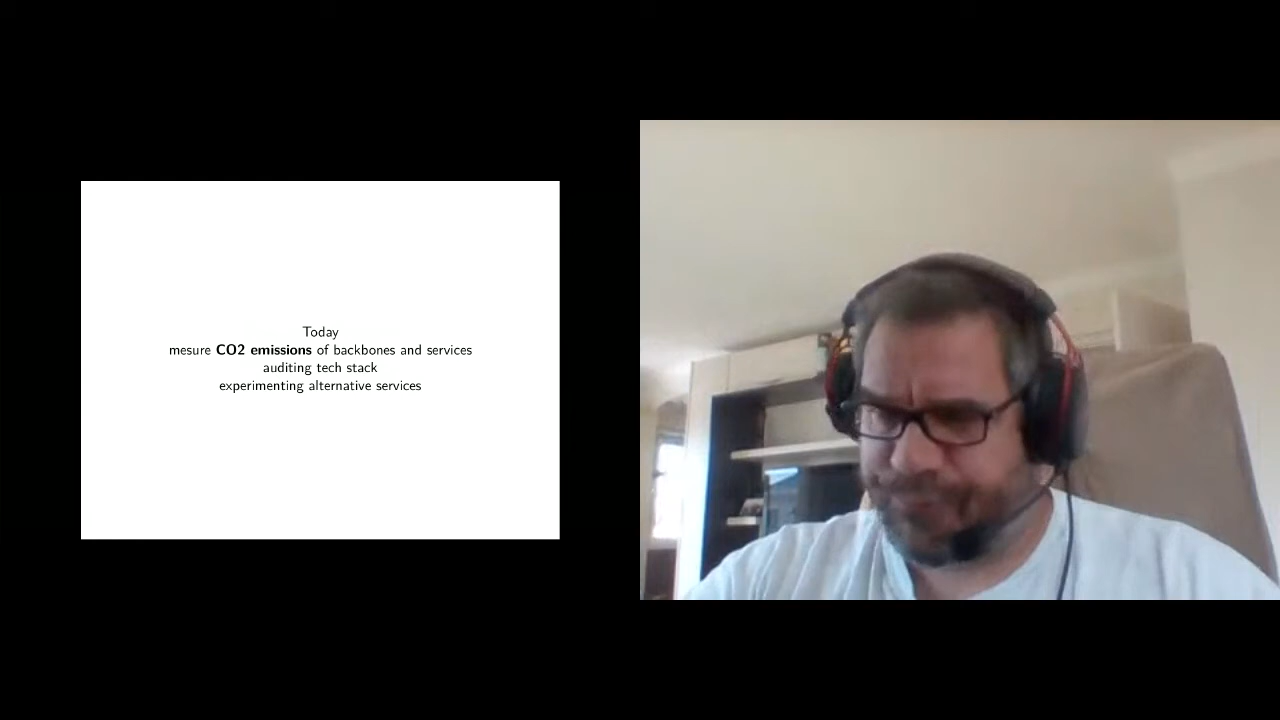 Today
mesure CO2 emissions of backbones and services
auditing tech stack
experimenting alternative services